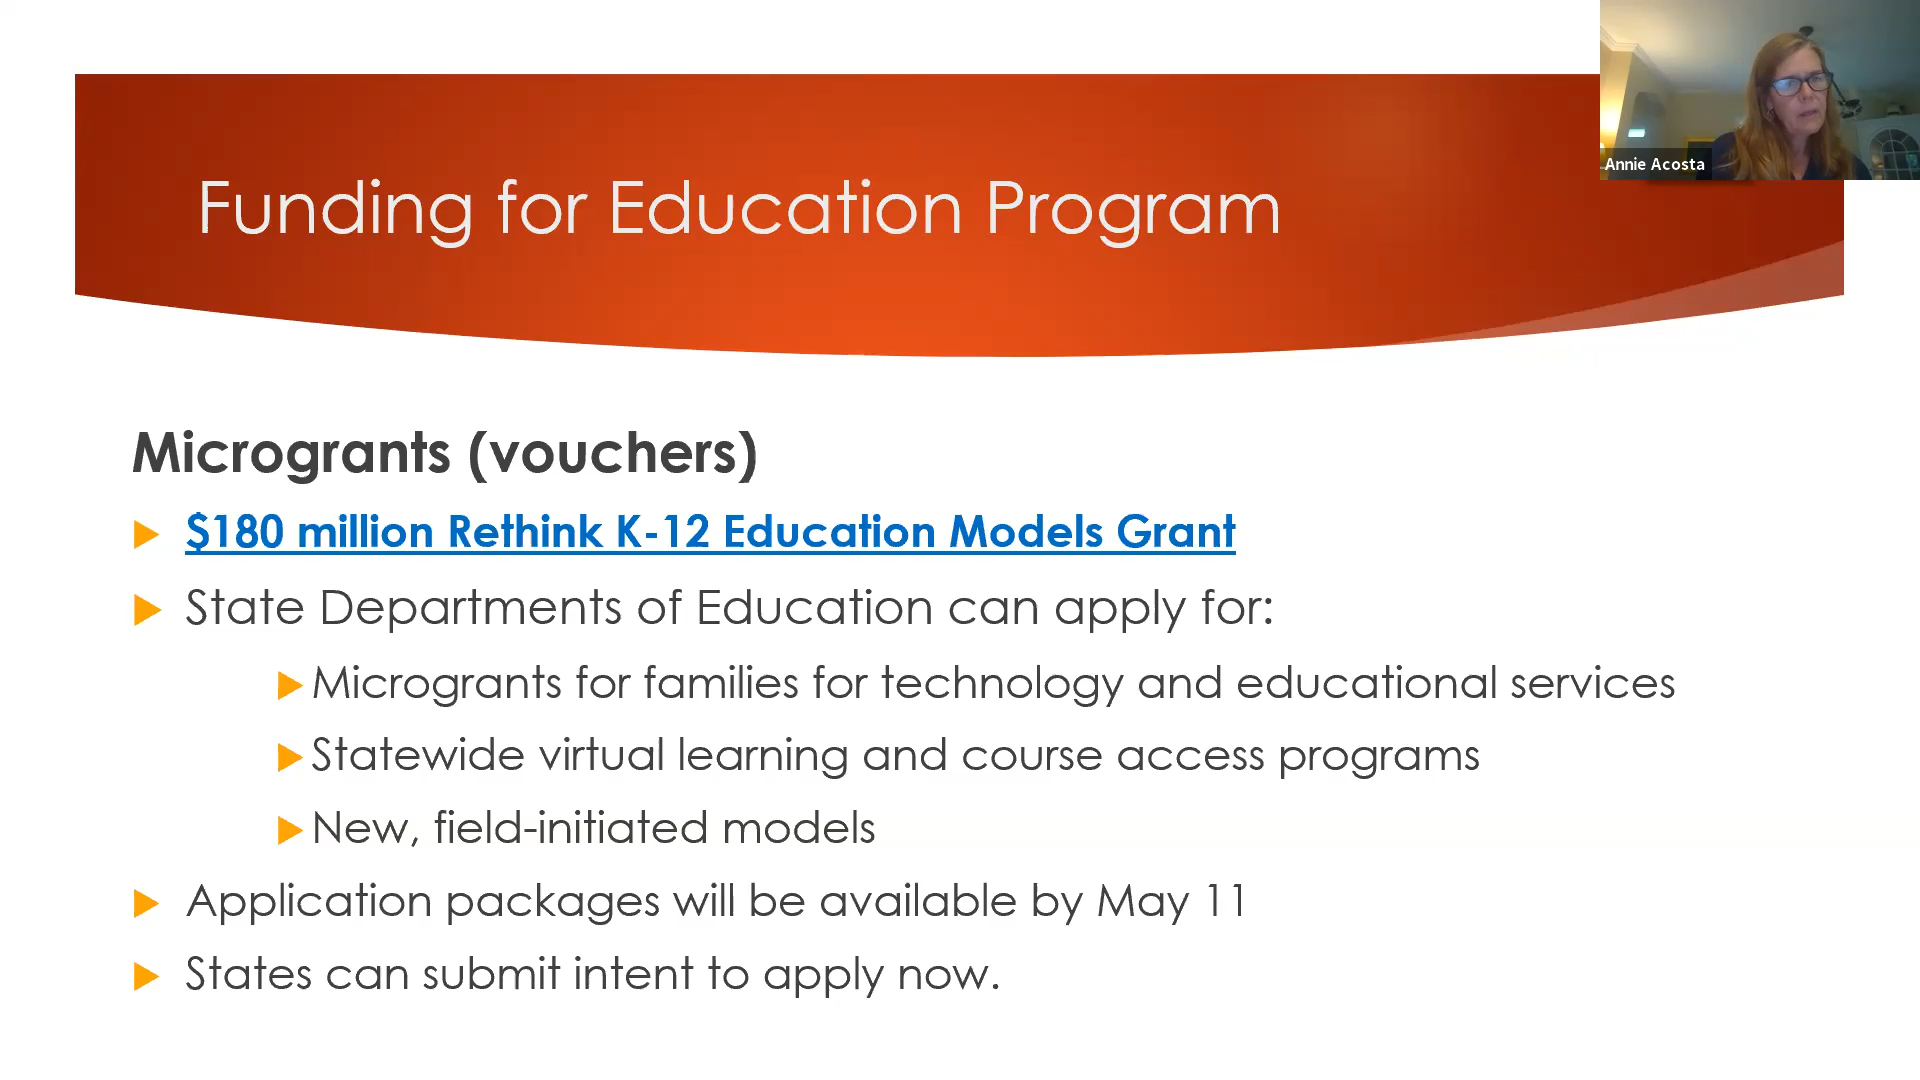 Annie Acosta
Funding for Education Program
Microgrants (vouchers)
$180 million Rethink K-12 Education Models Grant
State Departments of Education can apply for:
Microgrants for families for technology and educational services
Statewide virtual learning and course access programs
New, field-initiated models
Application packages will be available by May 11
States can submit intent to apply now.